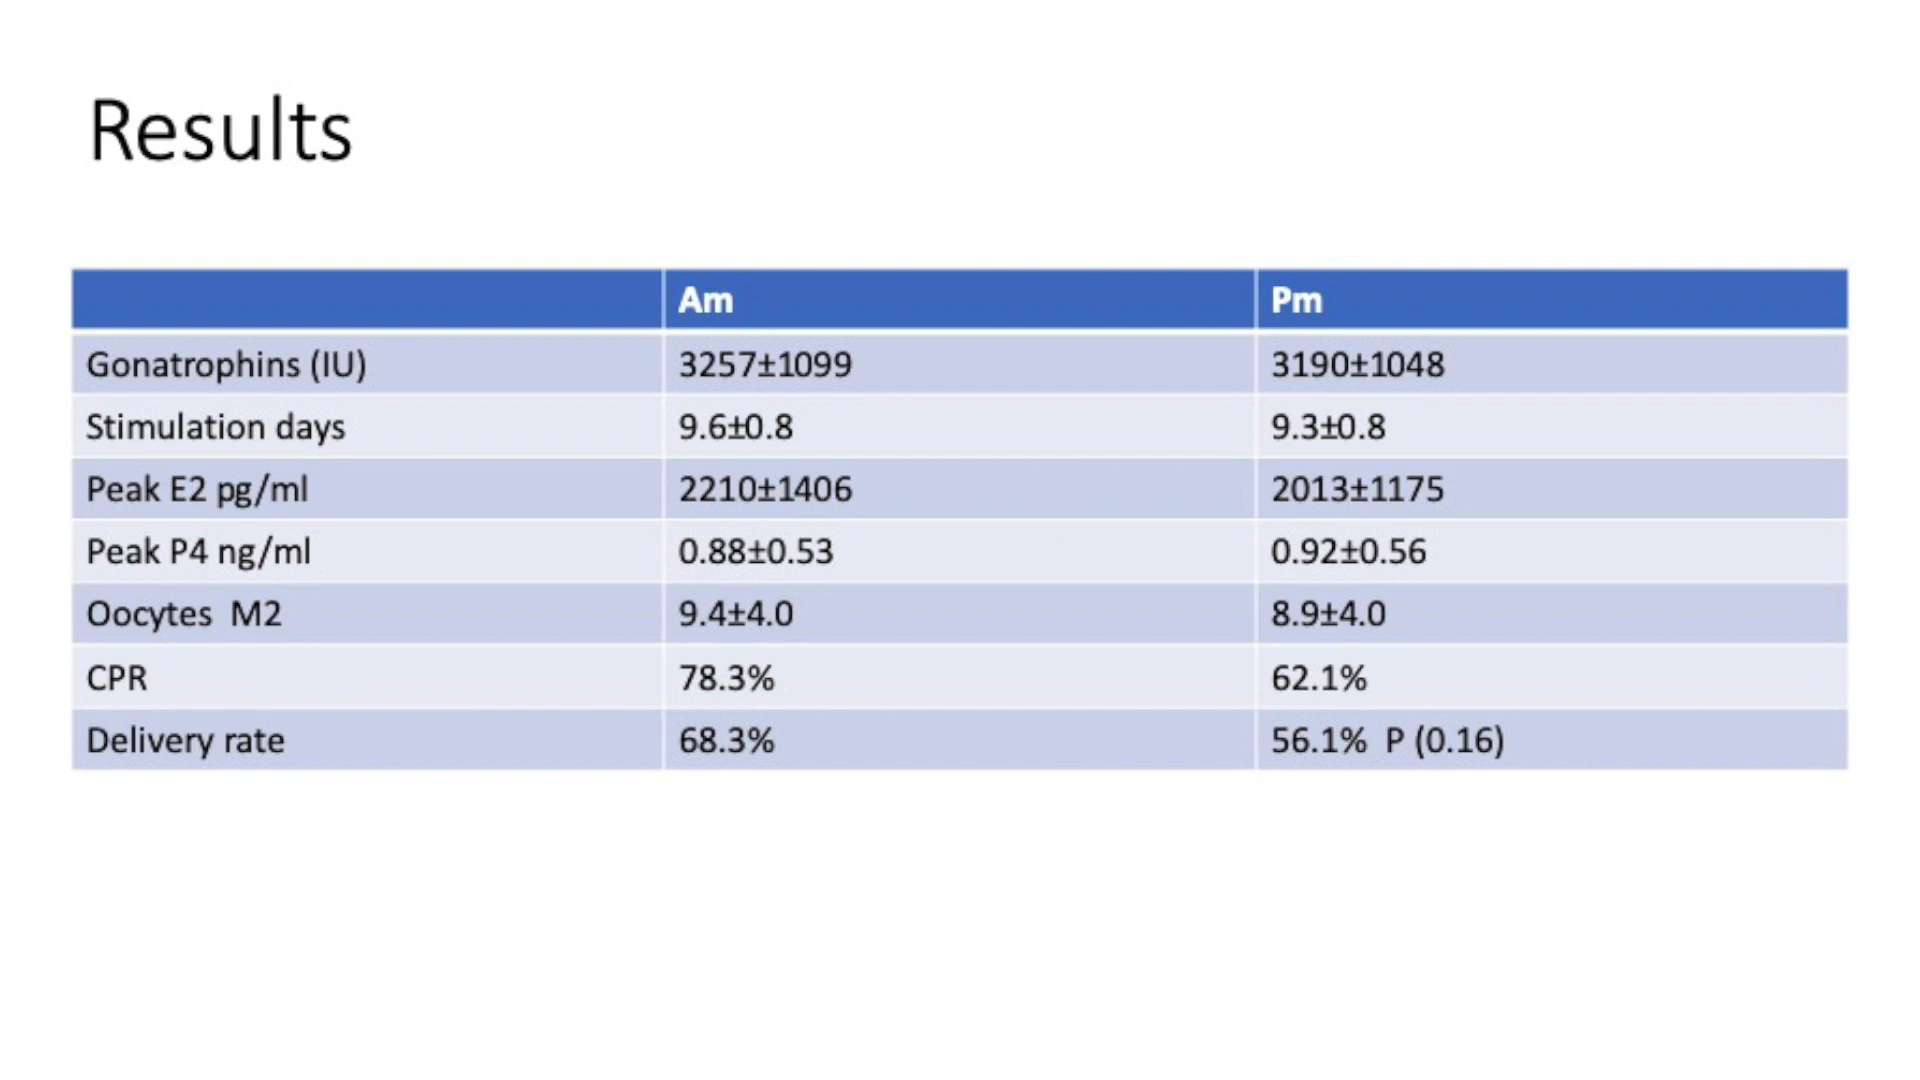 Results
Am Pm
Gonatrophins (IU) 3257±1099 3190±1048
Stimulation days 9.6±0.8 9.3±0.8
Peak E2 pg/ml 2210±1406 2013±1175
Peak P4 ng/ml 0.88±0.53 0.92±0.56
Oocytes M2 9.4±4.0 8.9±4.0
CPR 78.3% 62.1%
Delivery rate 68.3% 56.1% P (0.16)